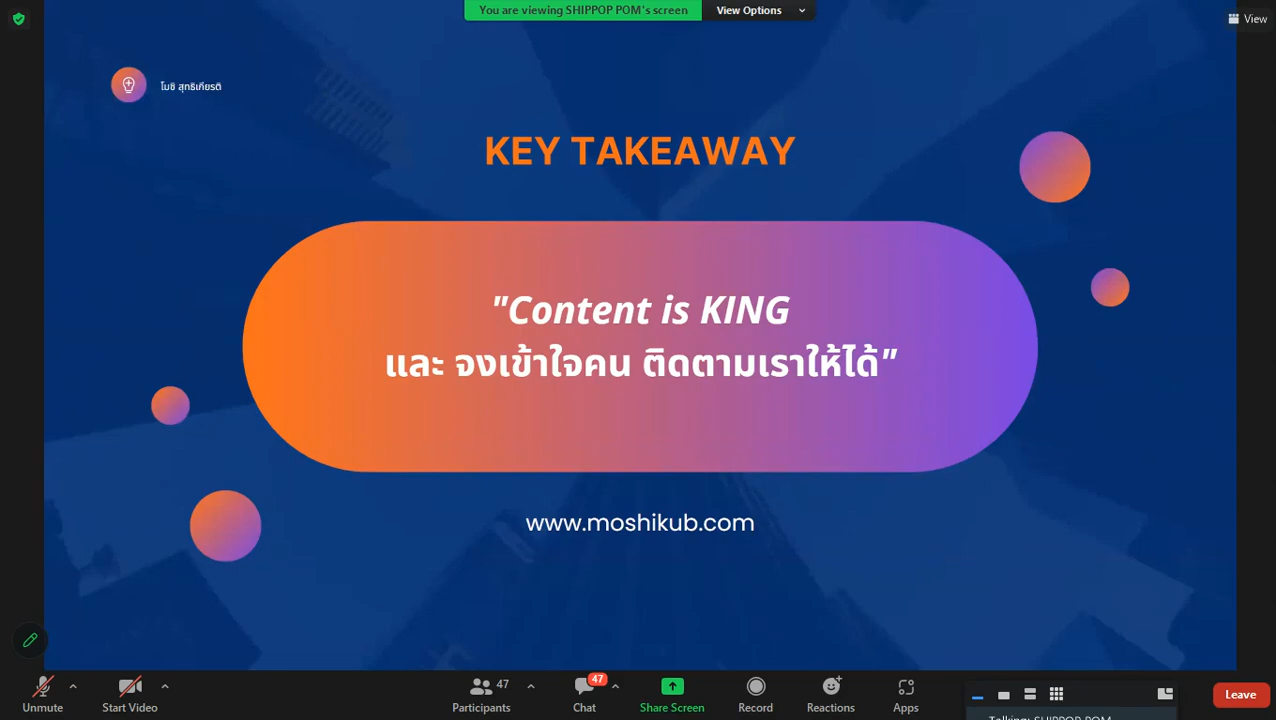 You are viewing SHIPPOP POM's screen
View Options
View
โมชิ สุทธิเกียรติ
KEY TAKEAWAY
"Content is KING
และ จงเข้าใจคน ติดตามเราให้ได้"
www.moshikub.com
Unmute
Start Video
47
Participants
47
Chat
Share Screen
Record
Reactions
Apps
Leave
Talking: SHIPPOP POM